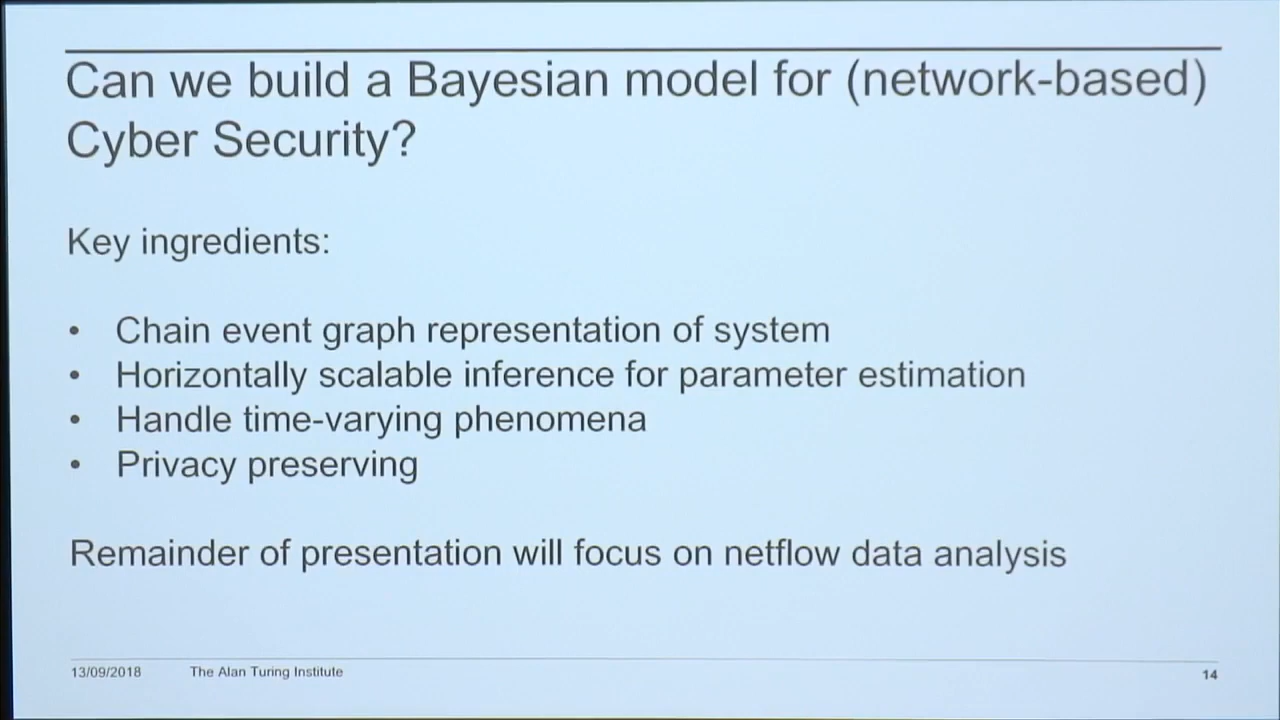 Can we build a Bayesian model for (network-based)
Cyber Security?
Key ingredients:
• Chain event graph representation of system
• Horizontally scalable inference for parameter estimation
• Handle time-varying phenomena
• Privacy preserving
Remainder of presentation will focus on netflow data analysis
13/09/2018 The Alan Turing Institute 14